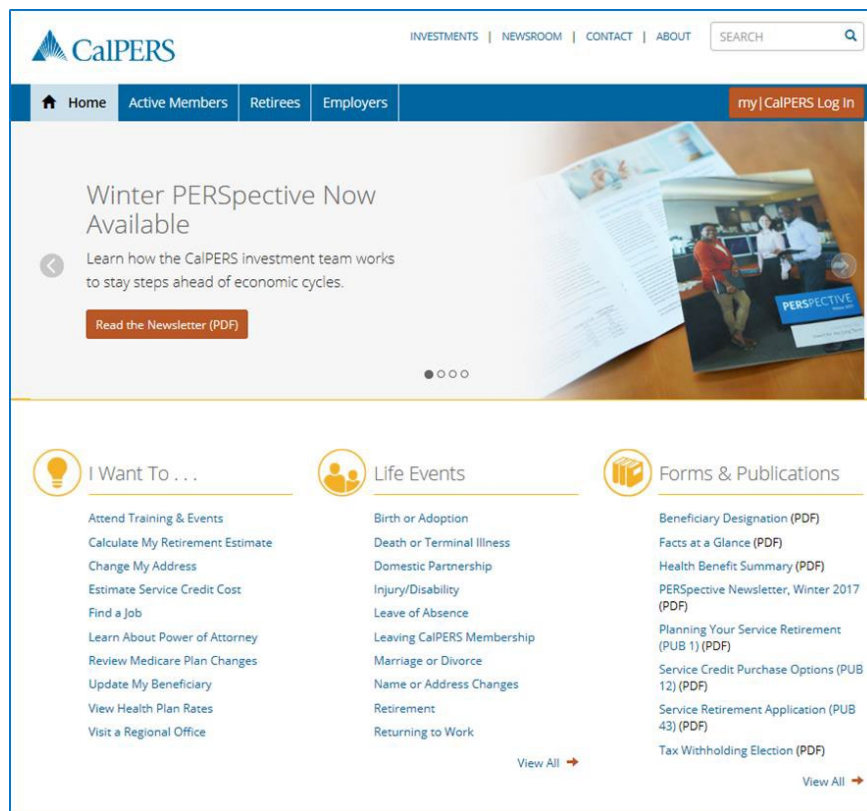 CalPERS
INVESTMENTS | NEWSROOM | CONTACT | ABOUT
SEARCH
Home
Active Members
Retirees
Employers
my|CalPERS Log In
Winter PERSpective Now
Available
Learn how the CalPERS investment team works
to stay steps ahead of economic cycles.
Read the Newsletter (PDF)
PERSPECTIVE
I Want To . . .
Attend Training & Events
Calculate My Retirement Estimate
Change My Address
Estimate Service Credit Cost
Find a Job
Learn About Power of Attorney
Review Medicare Plan Changes
Update My Beneficiary
View Health Plan Rates
Visit a Regional Office
Life Events
Birth or Adoption
Death or Terminal Illness
Domestic Partnership
Injury/Disability
Leave of Absence
Leaving CalPERS Membership
Marriage or Divorce
Name or Address Changes
Retirement
Returning to Work
View All
Forms & Publications
Beneficiary Designation (PDF)
Facts at a Glance (PDF)
Health Benefit Summary (PDF)
PERSpective Newsletter, Winter 2017
(PDF)
Planning Your Service Retirement
(PUB 1) (PDF)
Service Credit Purchase Options (PUB
12) (PDF)
Service Retirement Application (PUB
43) (PDF)
Tax Withholding Election (PDF)
View All